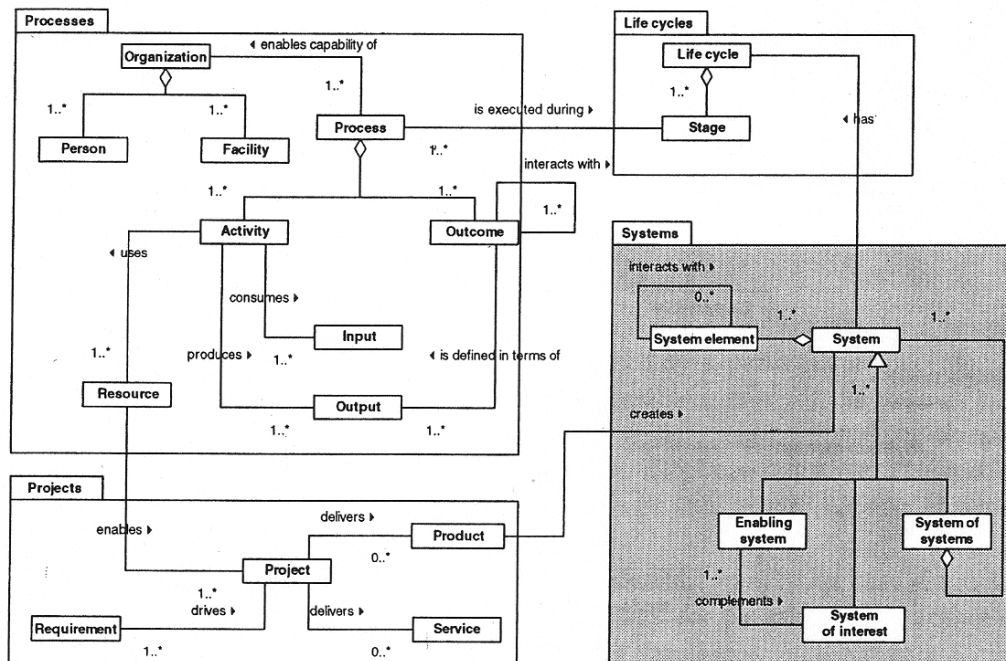 Processes
Organization
◂ enables capability of
1..*
1..*
1..*
Person
Facility
Process
1..*
is executed during ▸
interacts with ▸
1..*
1..*
1..*
Activity
Outcome
◂ uses
consumes ▸
Input
1..*
produces ▸
◂ is defined in terms of
1..*
Resource
Output
1..*
1..*
Life cycles
Life cycle
1..*
Stage
◂ has
Systems
interacts with ▸
0..*
1..*
1..*
System element
System
1..*
creates ▸
Enabling
system
System of
systems
1..*
complements ▸
System
of interest
Projects
enables ▸
delivers ▸
Product
0..*
Project
1..*
drives ▸
delivers ▸
Requirement
Service
1..*
0..*